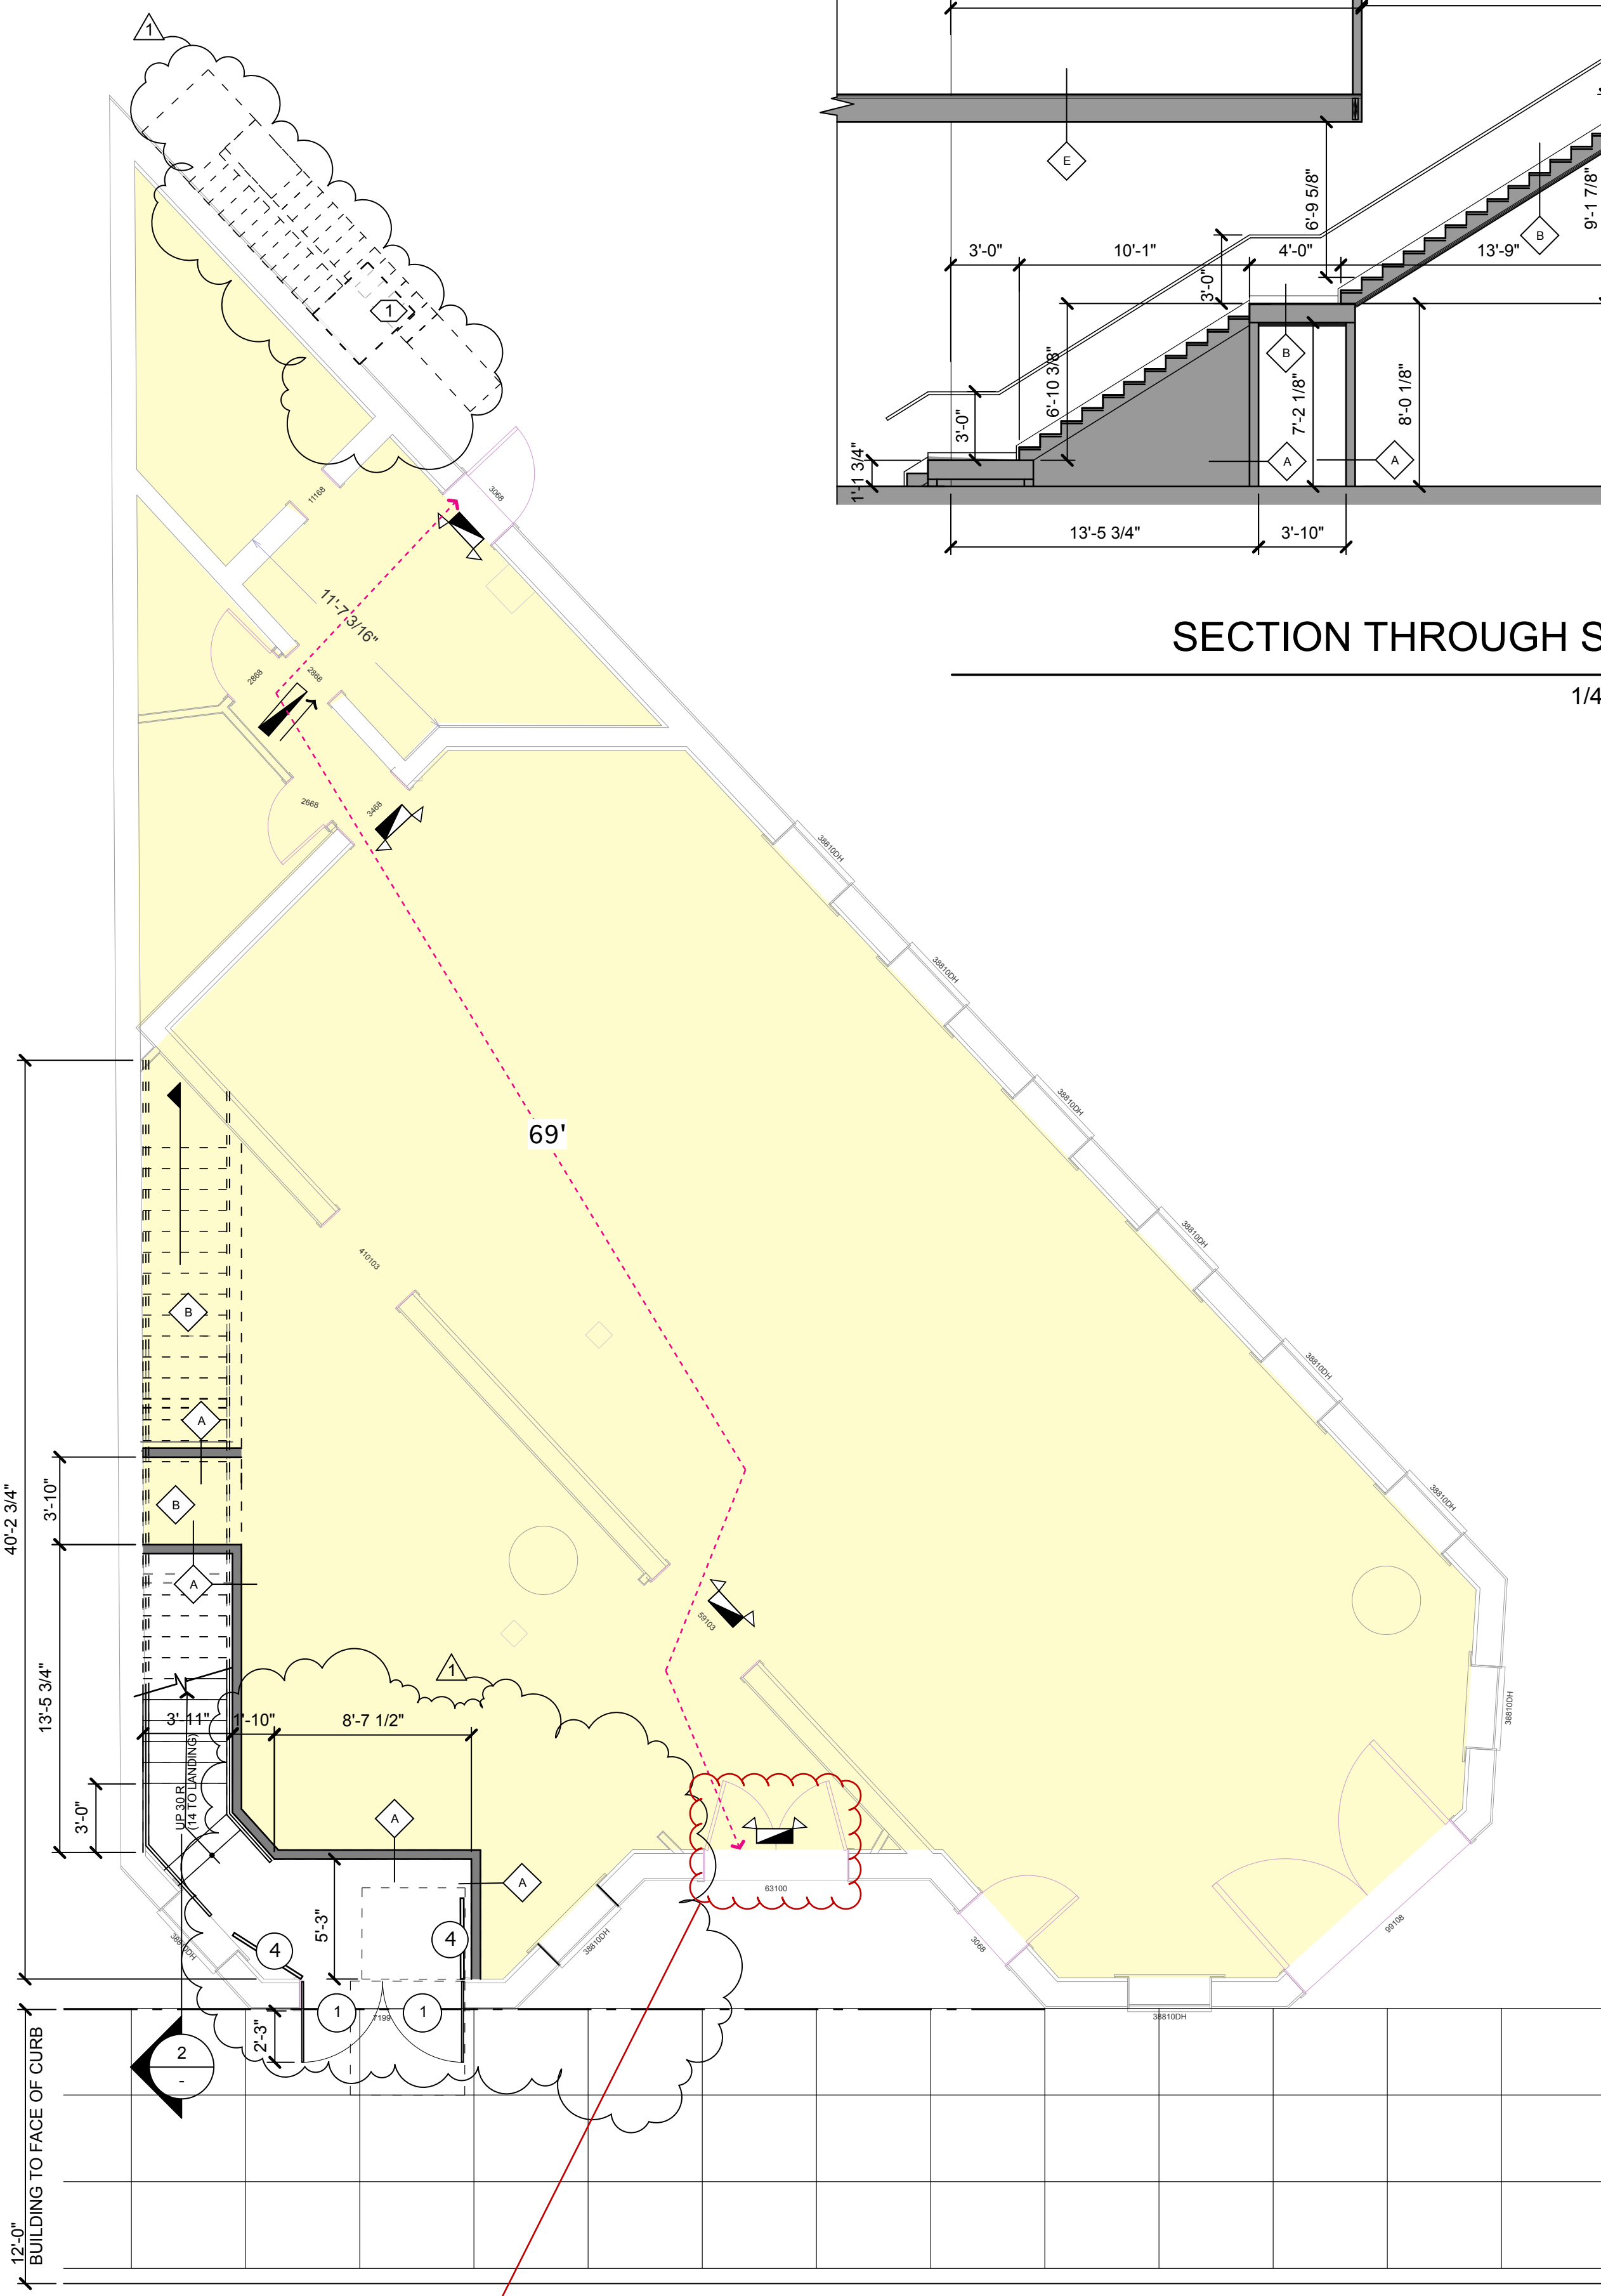 1
E
6'-9 5/8"
B
9'-1 7/8"
3'-0"
10'-1"
4'-0"
13'-9"
3'-0"
1
B
6'-10 3/8"
7'-2 1/8"
8'-0 1/8"
3'-0"
1'-1 3/4"
A
A
13'-5 3/4"
3'-10"
SECTION THROUGH S
1/4
11168
3068
11'-7 3/16"
2868
2868
2668
3468
38810DH
38810DH
38810DH
38810DH
38810DH
38810DH
69'
410103
B
A
40'-2 3/4"
3'-10"
B
A
59103
13'-5 3/4"
1
3'-11"
1'-10"
8'-7 1/2"
38810DH
UP 30 R
(14 TO LANDING)
3'-0"
A
A
63100
5'-3"
4
4
38810DH
38810DH
3068
99108
1
1
7199
38810DH
2'-3"
2
-
12'-0"
BUILDING TO FACE OF CURB